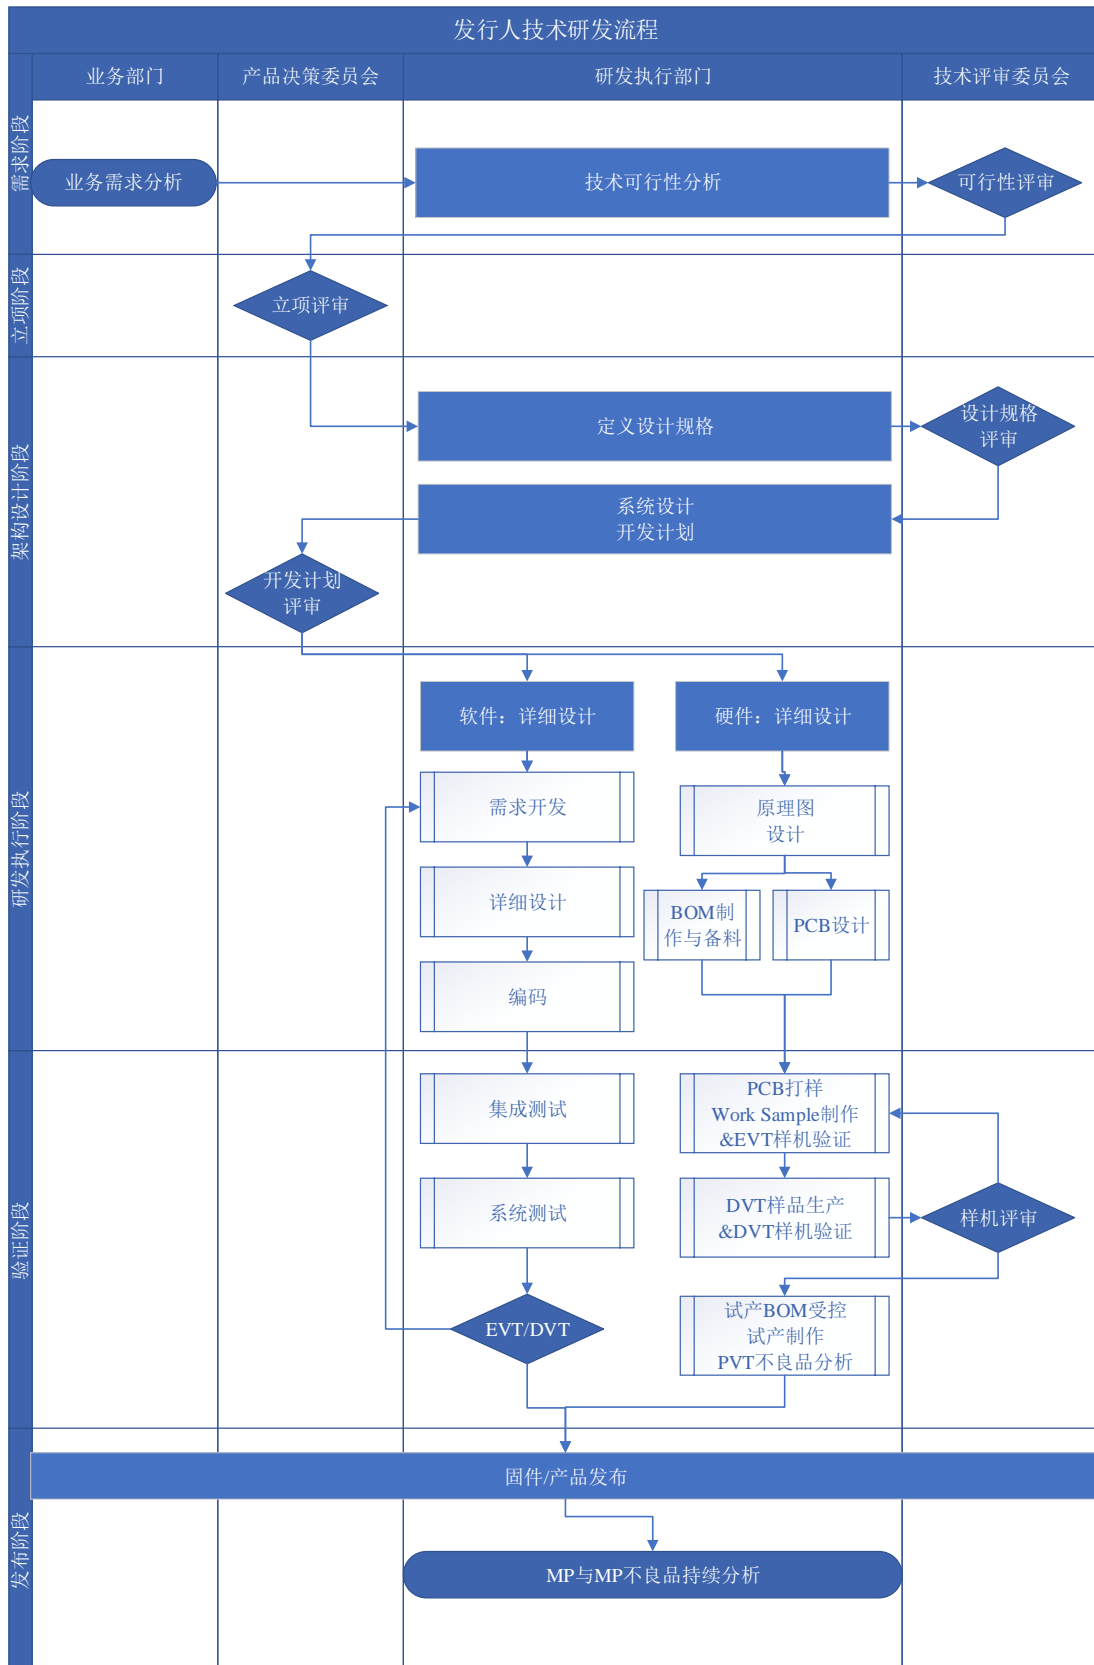 发行人技术研发流程
业务部门
产品决策委员会
研发执行部门
技术评审委员会
需求阶段
业务需求分析
技术可行性分析
可行性评审
立项阶段
立项评审
架构设计阶段
定义设计规格
设计规格
评审
系统设计
开发计划
开发计划
评审
研发执行阶段
软件：详细设计
硬件：详细设计
需求开发
原理图
设计
详细设计
BOM制
作与备料
PCB设计
编码
验证阶段
集成测试
PCB打样
Work Sample制作
&EVT样机验证
系统测试
DVT样品生产
&DVT样机验证
样机评审
EVT/DVT
试产BOM受控
试产制作
PVT不良品分析
发布阶段
固件/产品发布
MP与MP不良品持续分析